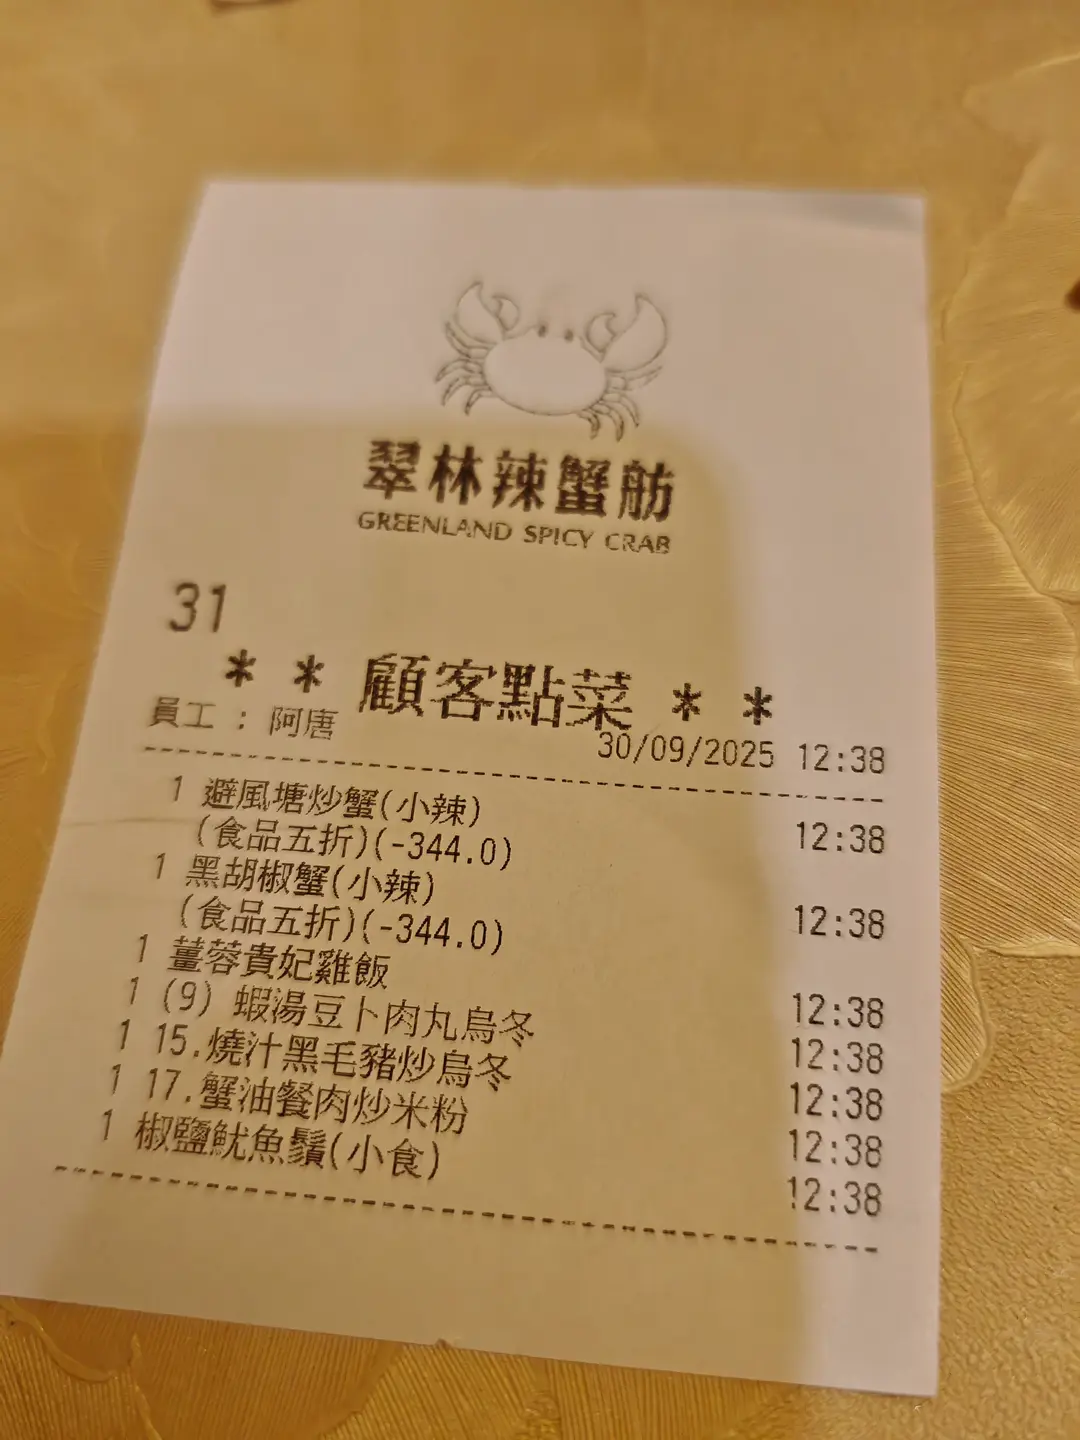 翠林辣蟹舫
GREENLAND SPICY CRAB
31
* * 顧客點菜 * *
員工 : 阿唐 30/09/2025 12:38
1 避風塘炒蟹(小辣) 12:38
(食品五折)(-344.0)
1 黑胡椒蟹(小辣) 12:38
(食品五折)(-344.0)
1 薑蓉貴妃雞飯 12:38
1 (9) 蝦湯豆卜肉丸烏冬 12:38
1 15.燒汁黑毛豬炒烏冬 12:38
1 17.蟹油餐肉炒米粉 12:38
1 椒鹽魷魚鬚(小食) 12:38